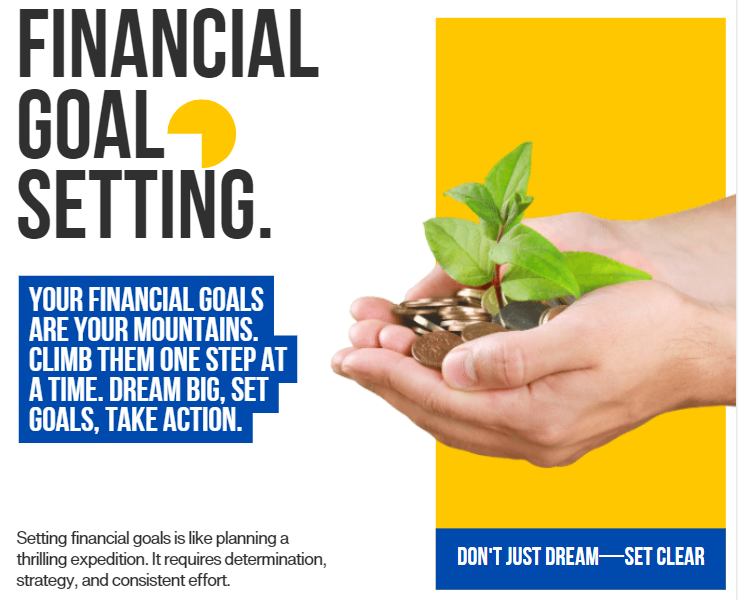 FINANCIAL
GOAL
SETTING.
YOUR FINANCIAL GOALS
ARE YOUR MOUNTAINS.
CLIMB THEM ONE STEP AT
A TIME. DREAM BIG, SET
GOALS, TAKE ACTION.
Setting financial goals is like planning a
thrilling expedition. It requires determination,
strategy, and consistent effort.
DON'T JUST DREAM—SET CLEAR